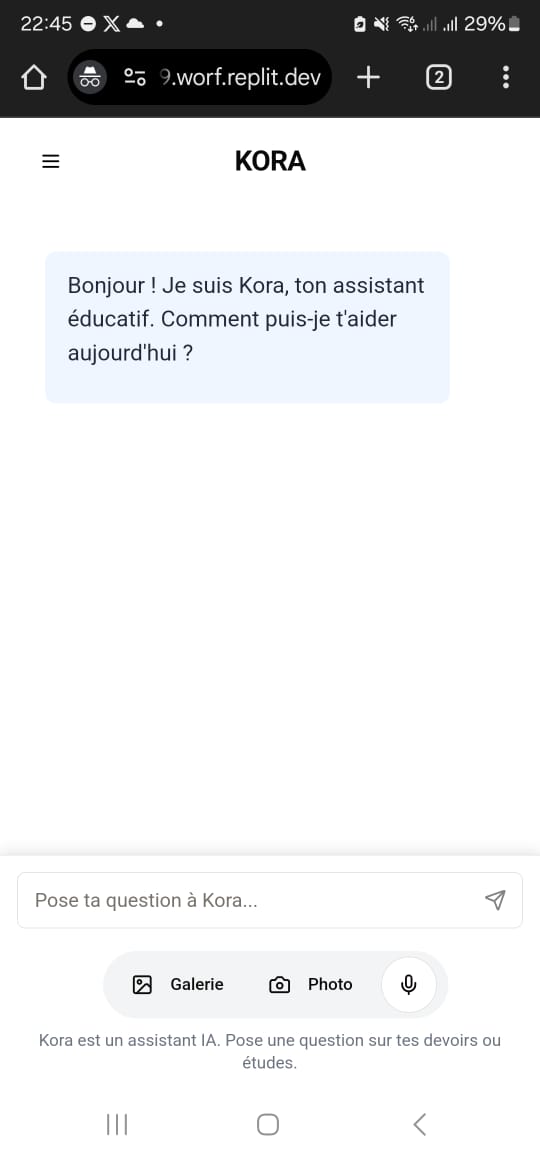 22:45 29%
9.worf.replit.dev 2
KORA
Bonjour ! Je suis Kora, ton assistant
éducatif. Comment puis-je t'aider
aujourd'hui ?
Pose ta question à Kora...
Galerie Photo
Kora est un assistant IA. Pose une question sur tes devoirs ou
études.